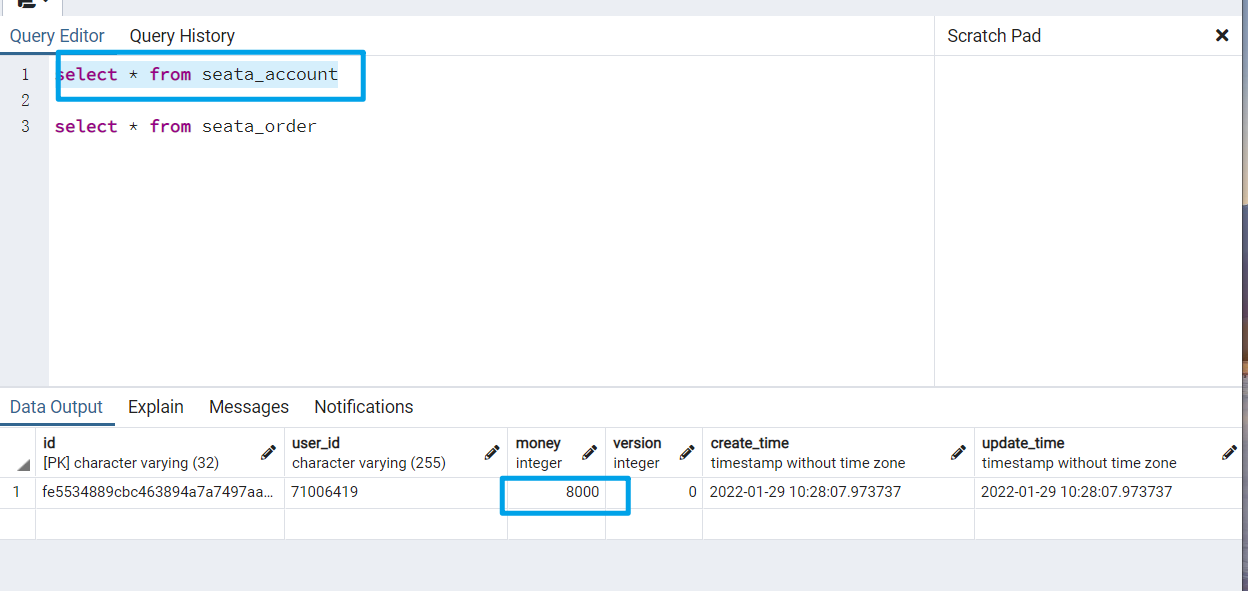 Query Editor Query History Scratch Pad
1 select * from seata_account
2
3 select * from seata_order
Data Output Explain Messages Notifications
id user_id money version create_time update_time
[PK] character varying (32) character varying (255) integer integer timestamp without time zone timestamp without time zone
1 fe5534889cbc463894a7a7497aa... 71006419 8000 0 2022-01-29 10:28:07.973737 2022-01-29 10:28:07.973737